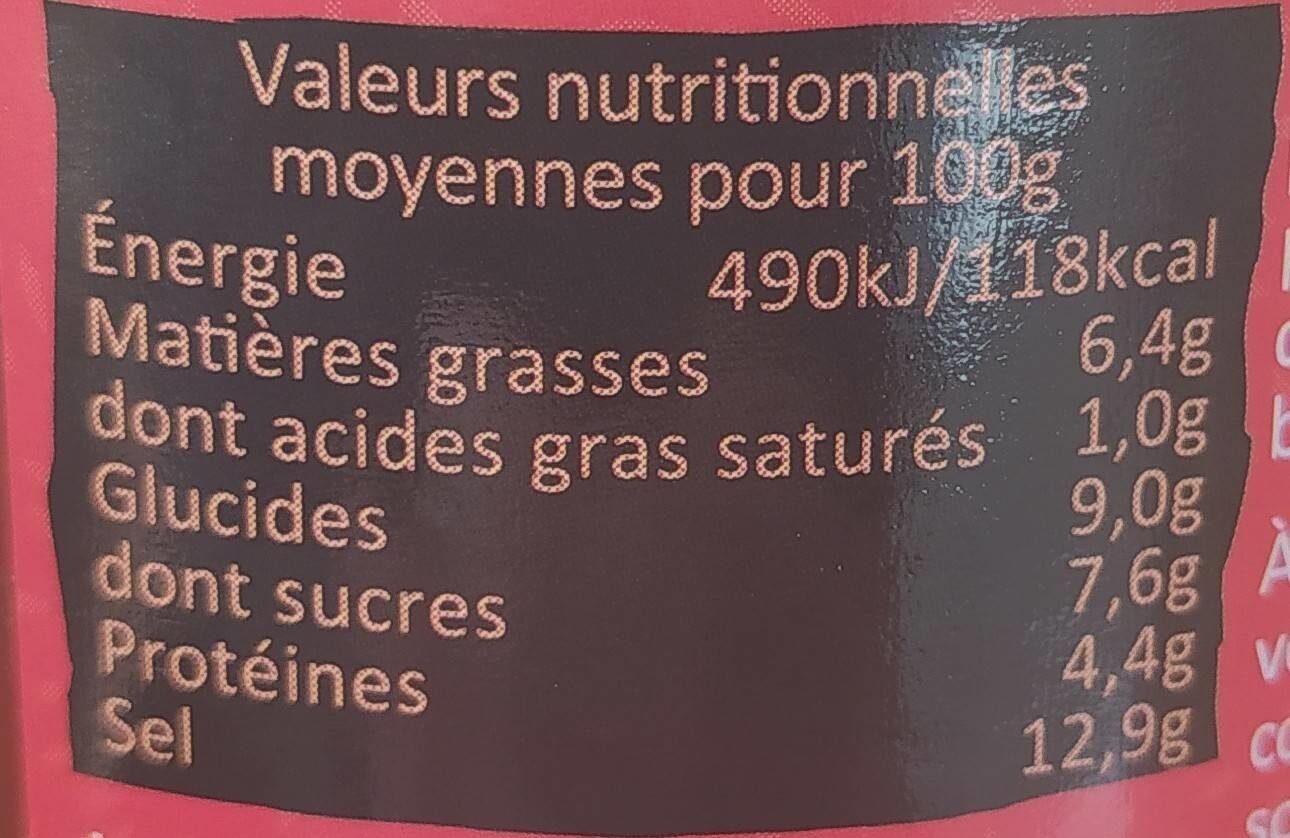 Valeurs nutritionnelles
moyennes pour 100g
Énergie 490kJ/118kcal
Matières grasses 6,4g
dont acides gras saturés 1,0g
Glucides 9,0g
dont sucres 7,6g
Protéines 4,4g
Sel 12,9g